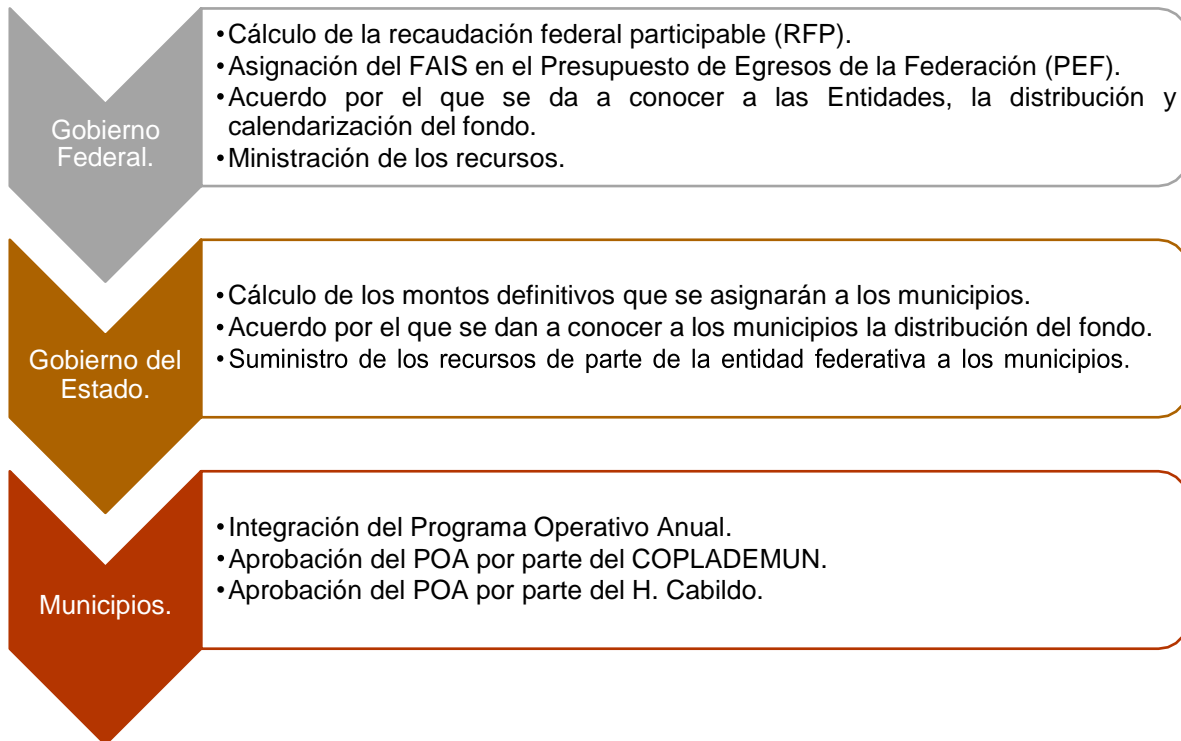 Gobierno
Federal.
•Cálculo de la recaudación federal participable (RFP).
•Asignación del FAIS en el Presupuesto de Egresos de la Federación (PEF).
•Acuerdo por el que se da a conocer a las Entidades, la distribución y
calendarización del fondo.
•Ministración de los recursos.
Gobierno del
Estado.
•Cálculo de los montos definitivos que se asignarán a los municipios.
•Acuerdo por el que se dan a conocer a los municipios la distribución del fondo.
•Suministro de los recursos de parte de la entidad federativa a los municipios.
Municipios.
•Integración del Programa Operativo Anual.
•Aprobación del POA por parte del COPLADEMUN.
•Aprobación del POA por parte del H. Cabildo.